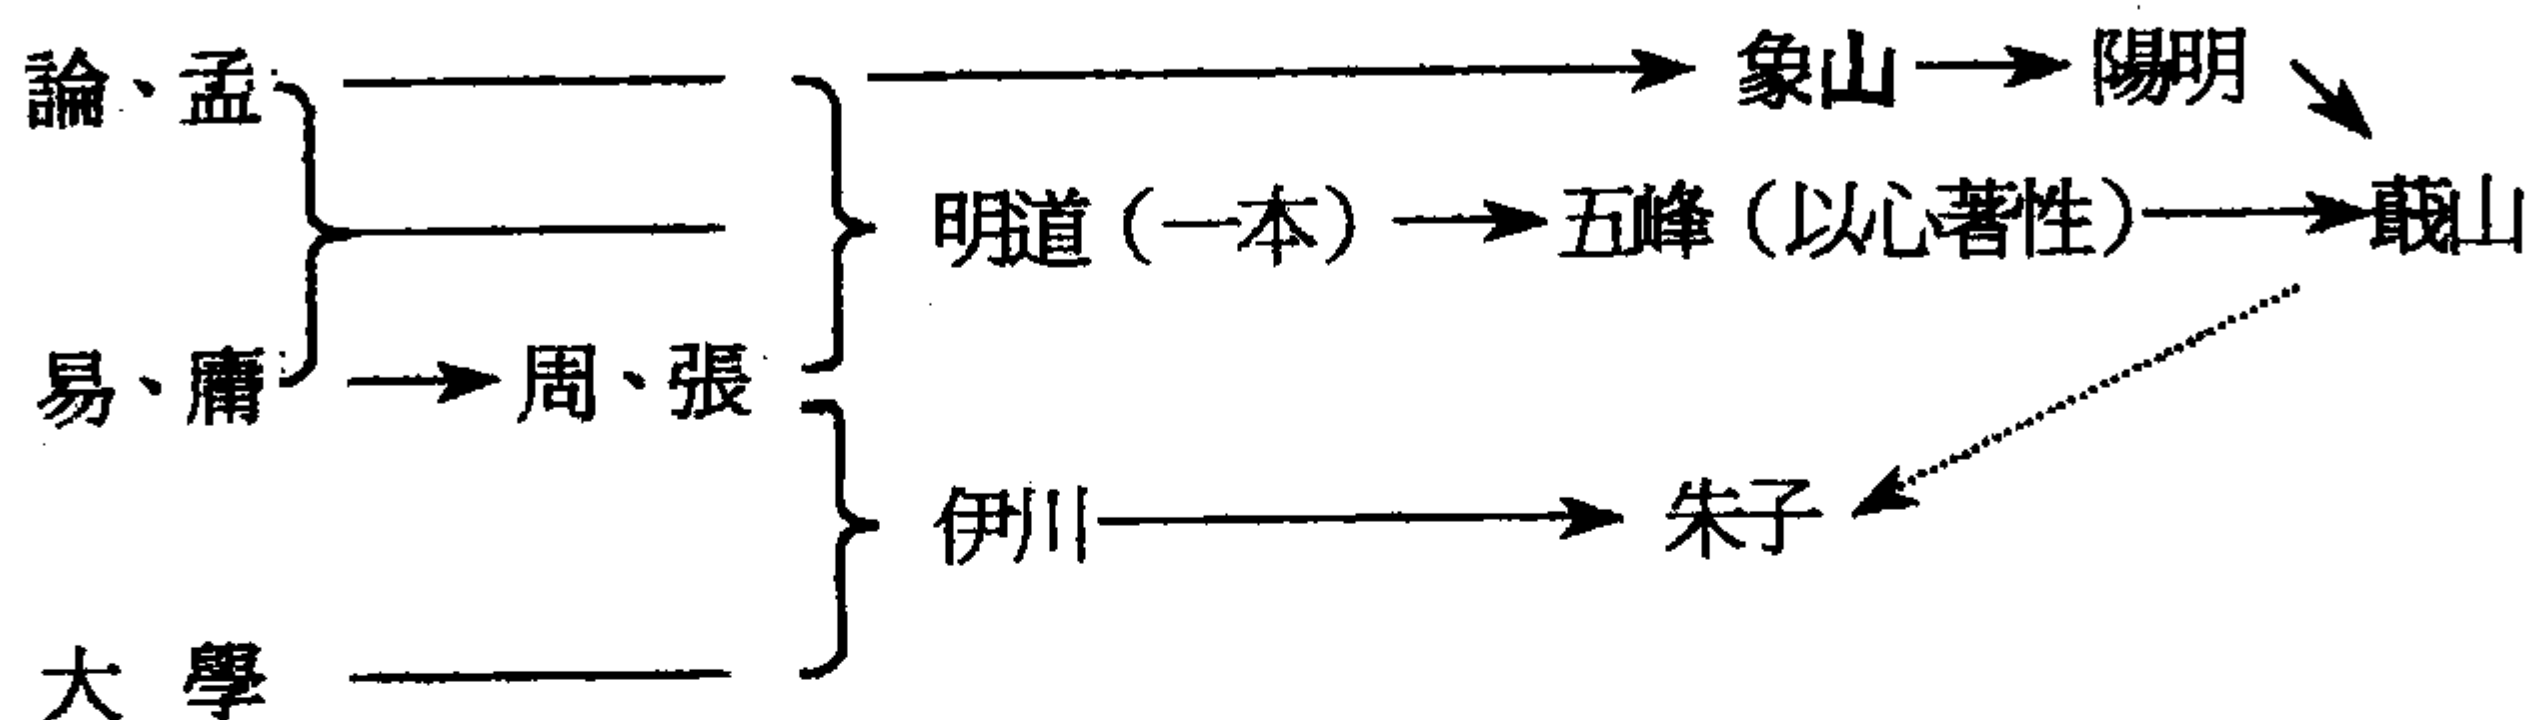 論、孟 象山 陽明
明道（一本） 五峰（以心著性） 蕺山
易、庸 周、張
伊川 朱子
大學